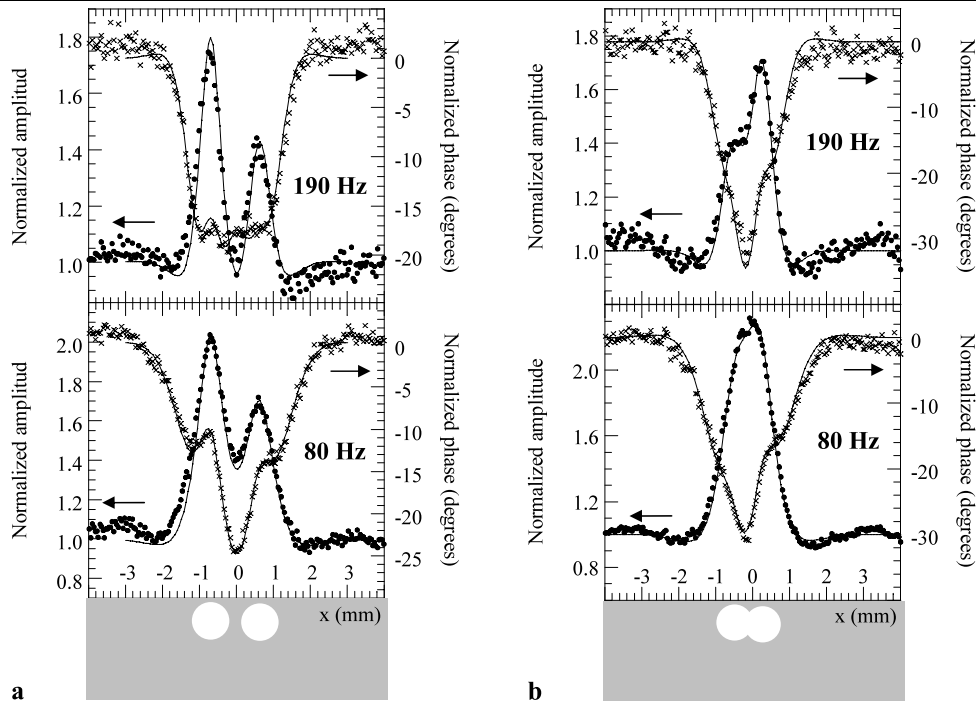 1.8
1.6
1.4
1.2
1.0
Normalized amplitud
0
-5
-10
-15
-20
Normalized phase (degrees)
190 Hz
2.0
1.8
1.6
1.4
1.2
1.0
0.8
Normalized amplitud
0
-5
-10
-15
-20
-25
Normalized phase (degrees)
80 Hz
-3 -2 -1 0 1 2 3
x (mm)
a
1.8
1.6
1.4
1.2
1.0
Normalized amplitude
0
-10
-20
-30
Normalized phase (degrees)
190 Hz
2.0
1.6
1.2
0.8
Normalized amplitude
0
-10
-20
-30
Normalized phase (degrees)
80 Hz
-3 -2 -1 0 1 2 3
x (mm)
b